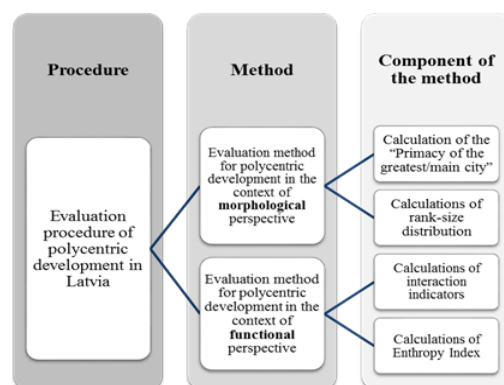 Procedure
Evaluation
procedure of
polycentric
development in
Latvia
Method
Evaluation method
for polycentric
development in the
context of
morphological
perspective
Evaluation method
for polycentric
development in the
context of
functional
perspective
Component of
the method
Calculation of the
“Primacy of the
greatest/main city”
Calculations of
rank-size
distribution
Calculations of
interaction
indicators
Calculations of
Enthropy Index